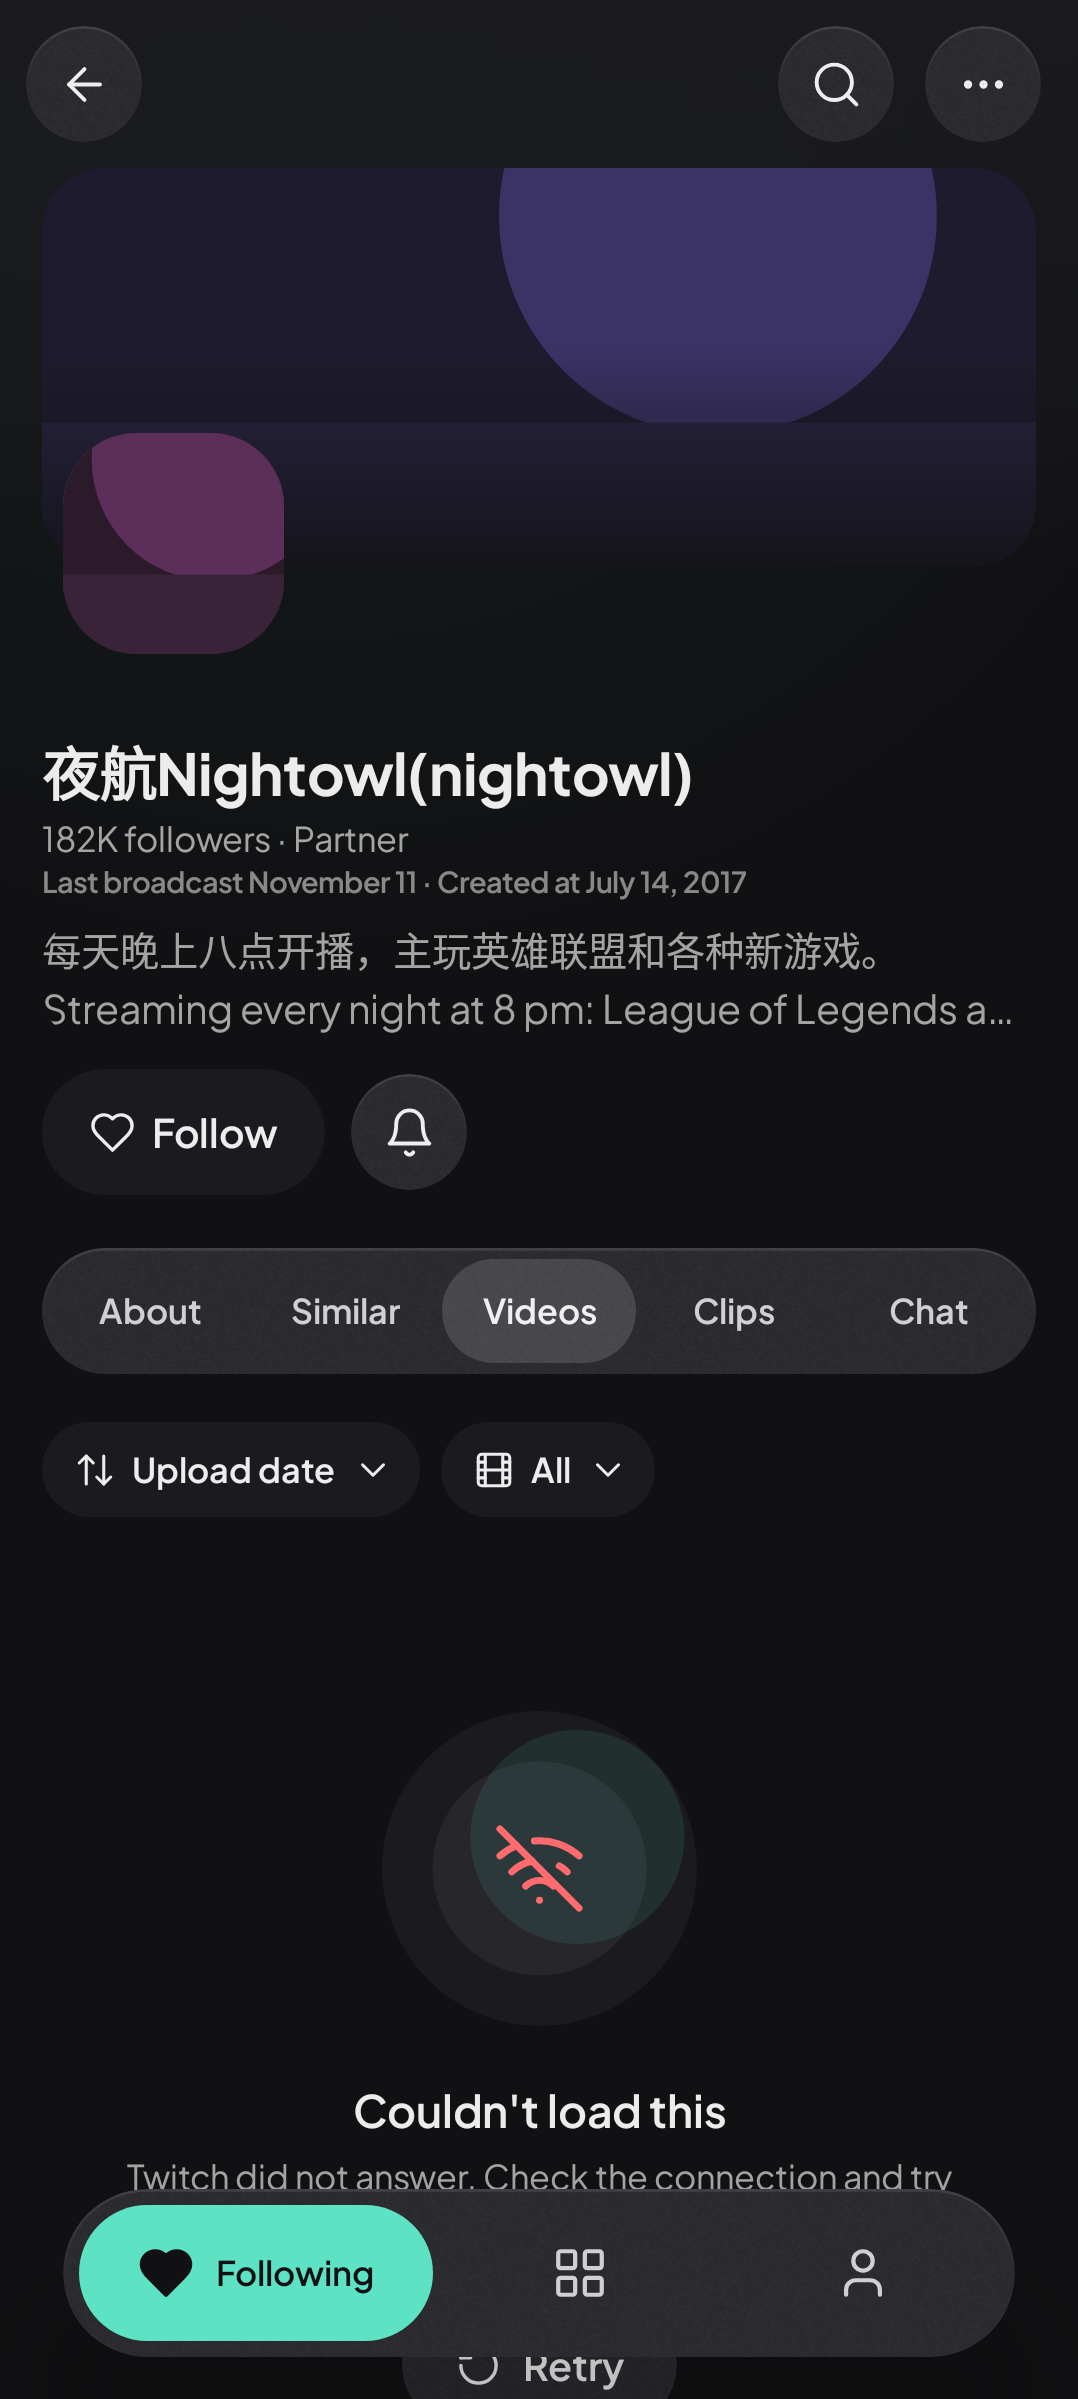 夜航Nightowl(nightowl)
182K followers · Partner
Last broadcast November 11 · Created at July 14, 2017
每天晚上八点开播，主玩英雄联盟和各种新游戏。
Streaming every night at 8 pm: League of Legends a...
Follow
About Similar Videos Clips Chat
Upload date All
Couldn't load this
Twitch did not answer. Check the connection and try
Following
Retry